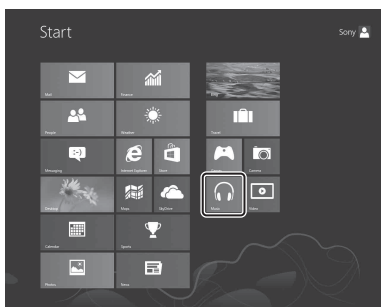 Start
Sony
Mail
Finance
People
Weather
Travel
Messaging
Internet Explorer
Store
Games
Camera
Desktop
Maps
SkyDrive
Music
Video
Calendar
Sports
Photos
News